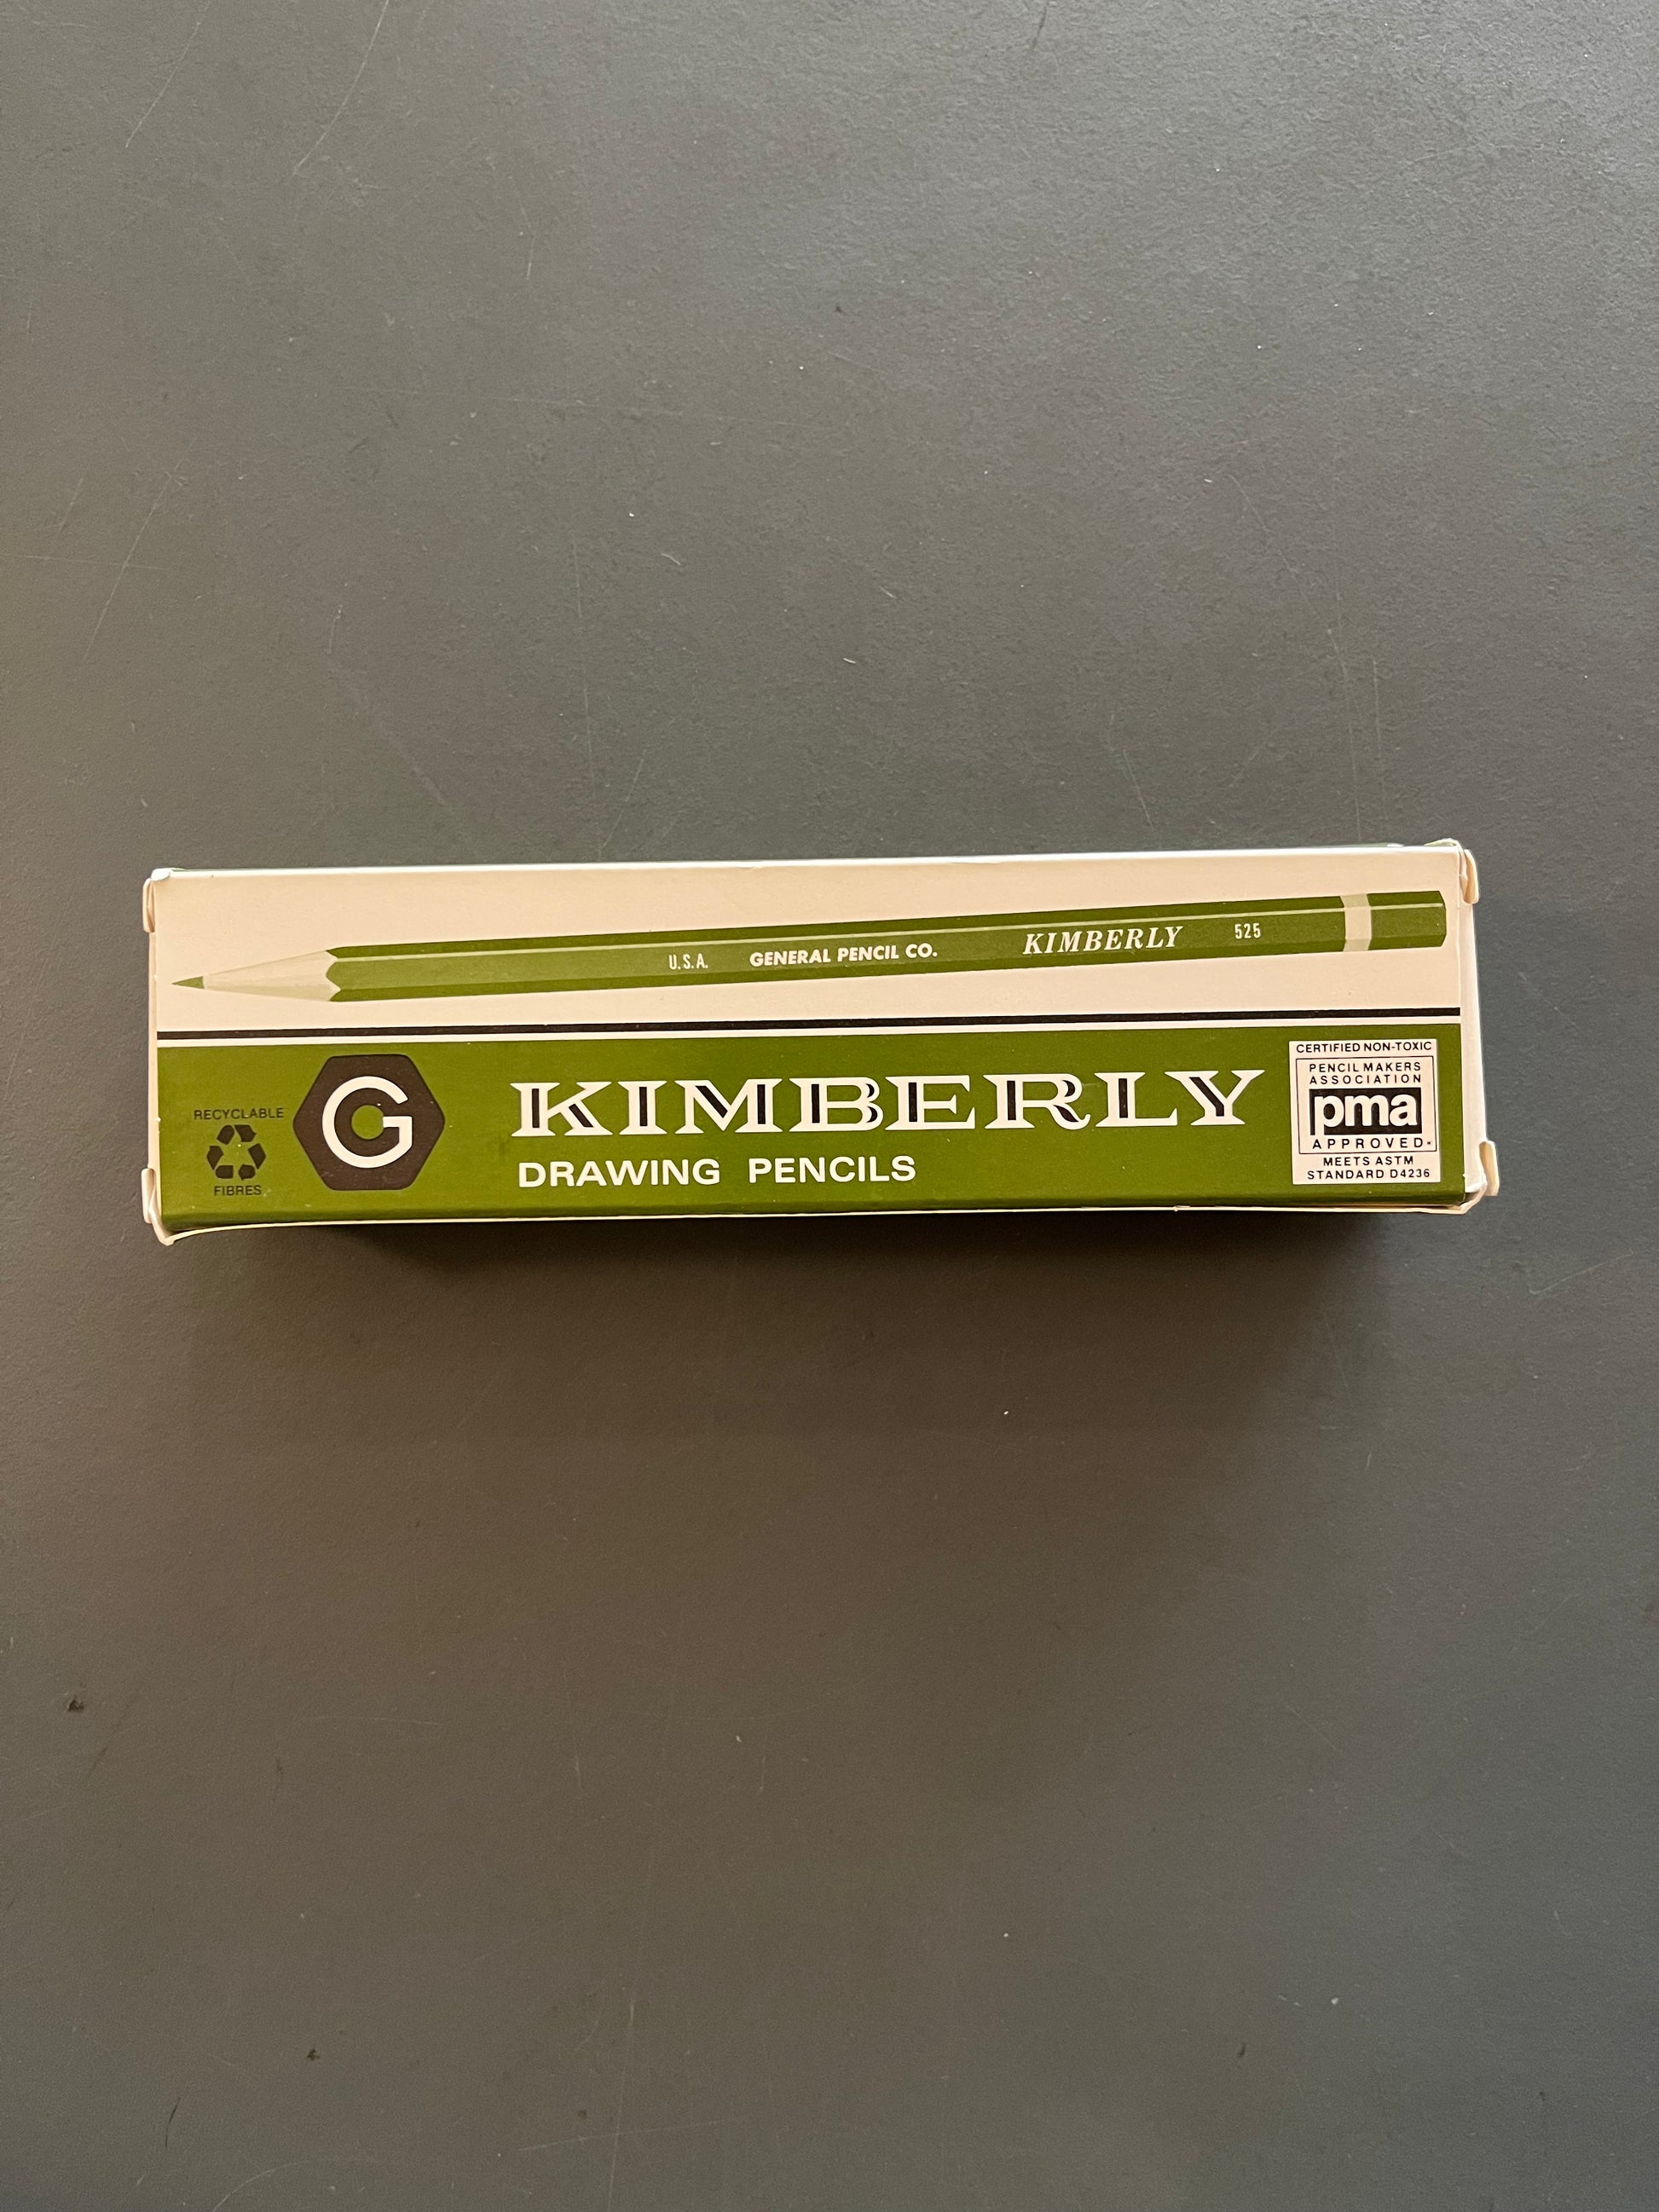 U.S.A. GENERAL PENCIL CO. KIMBERLY 525
RECYCLABLE
FIBRES
G
KIMBERLY
DRAWING PENCILS
CERTIFIED NON-TOXIC
PENCIL MAKERS
ASSOCIATION
pma
APPROVED
MEETS ASTM
STANDARD D4236